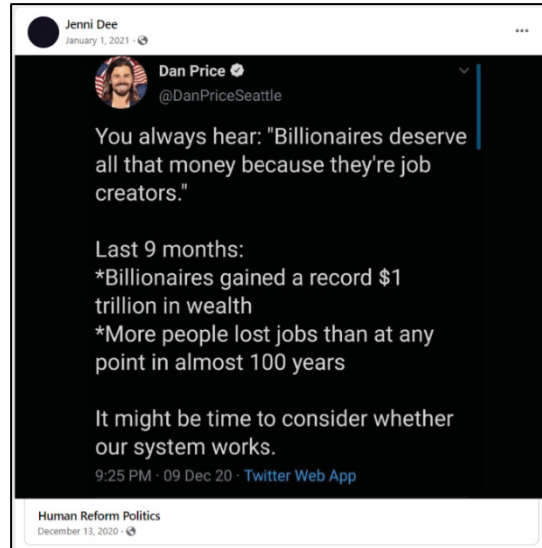 Jenni Dee
January 1, 2021 ·
Dan Price
@DanPriceSeattle
You always hear: "Billionaires deserve
all that money because they're job
creators."
Last 9 months:
*Billionaires gained a record $1
trillion in wealth
*More people lost jobs than at any
point in almost 100 years
It might be time to consider whether
our system works.
9:25 PM · 09 Dec 20 · Twitter Web App
Human Reform Politics
December 13, 2020 ·